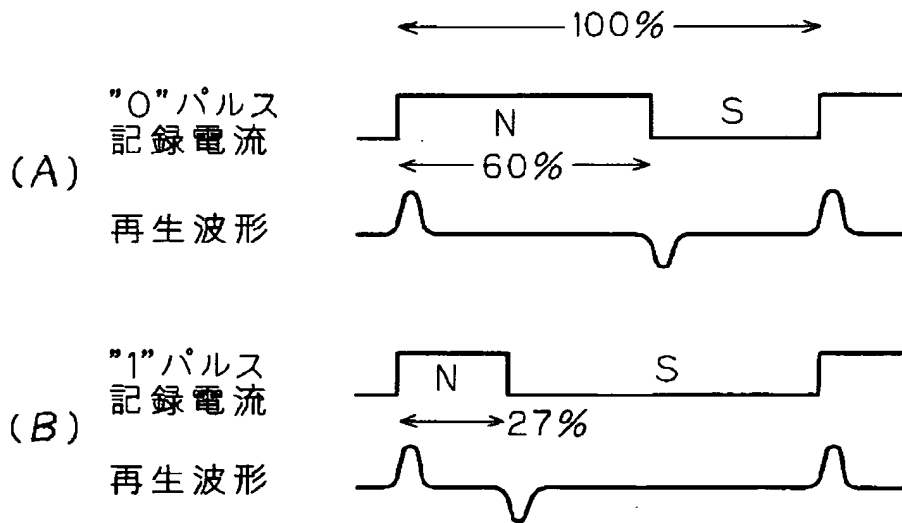 100%
"0"パルス
記録電流
N
S
(A)
60%
再生波形
"1"パルス
記録電流
N
S
(B)
27%
再生波形